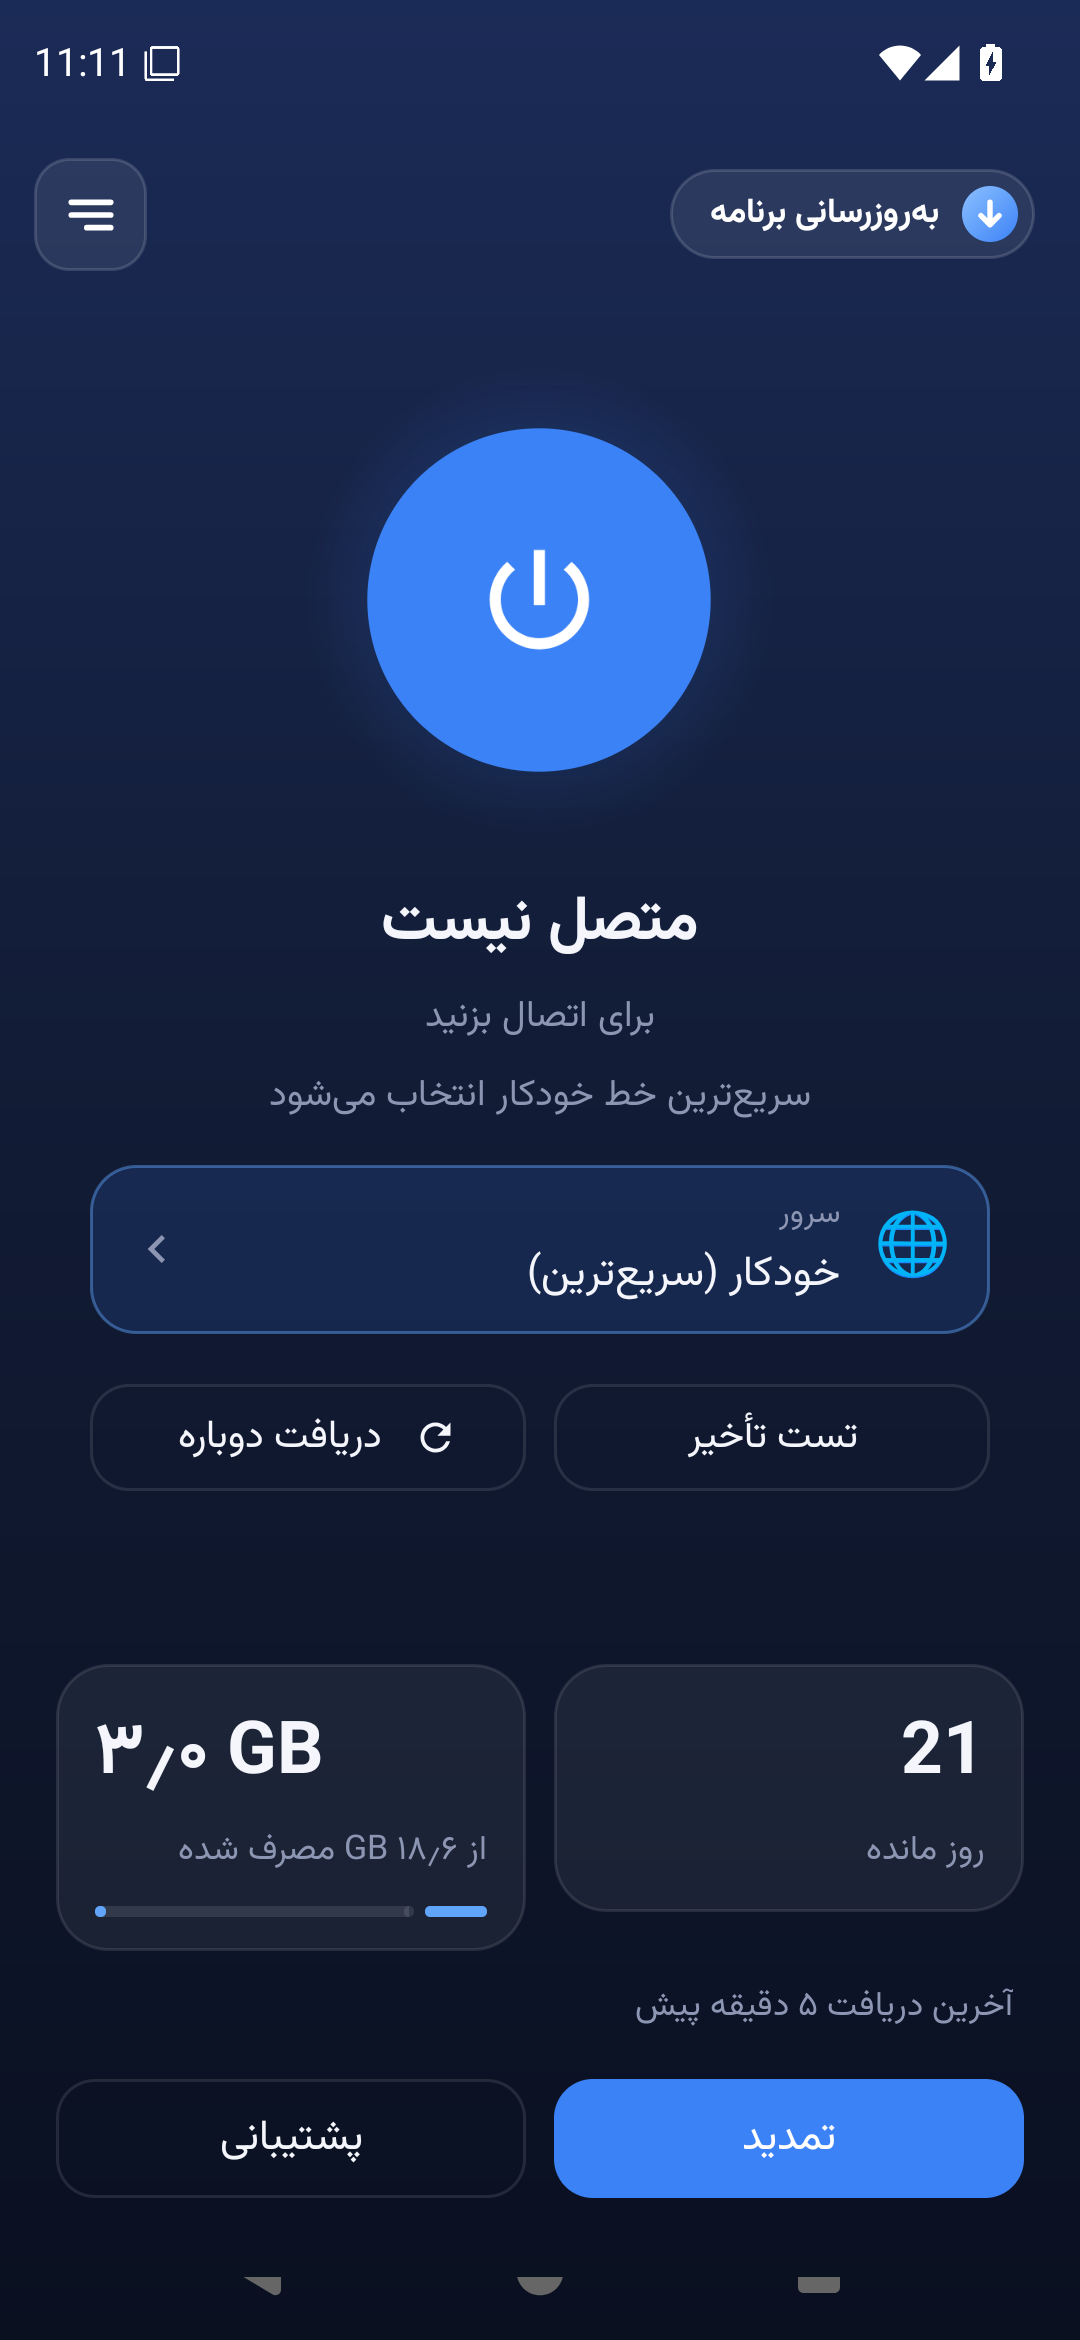 11:11
به‌روزرسانی برنامه
متصل نیست
برای اتصال بزنید
سریع‌ترین خط خودکار انتخاب می‌شود
سرور
خودکار (سریع‌ترین)
تست تأخیر
دریافت دوباره
21
روز مانده
۳٫۰ GB
از ۱۸٫۶ GB مصرف شده
آخرین دریافت ۵ دقیقه پیش
تمدید
پشتیبانی